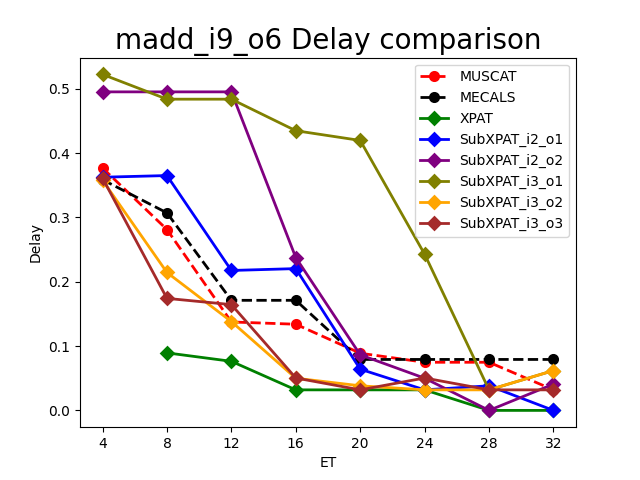 madd_i9_o6 Delay comparison
MUSCAT
MECALS
XPAT
SubXPAT_i2_o1
SubXPAT_i2_o2
SubXPAT_i3_o1
SubXPAT_i3_o2
SubXPAT_i3_o3
Delay
0.5
0.4
0.3
0.2
0.1
0.0
4 8 12 16 20 24 28 32
ET